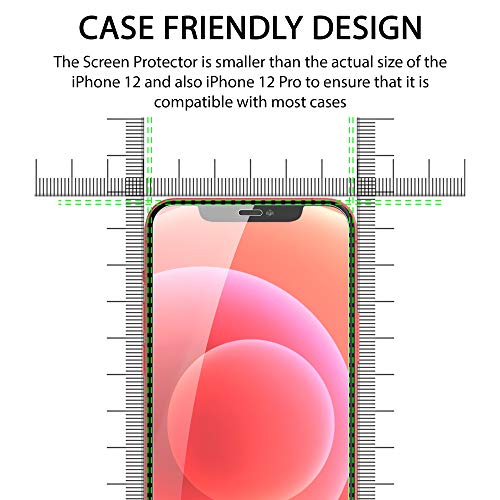 CASE FRIENDLY DESIGN
The Screen Protector is smaller than the actual size of the
iPhone 12 and also iPhone 12 Pro to ensure that it is
compatible with most cases